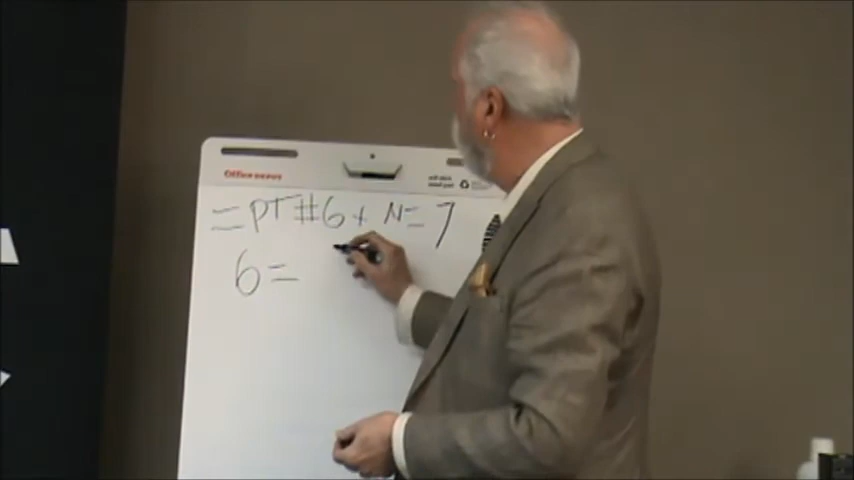 Office DEPOT
= PT #6 + N = 7
6 =